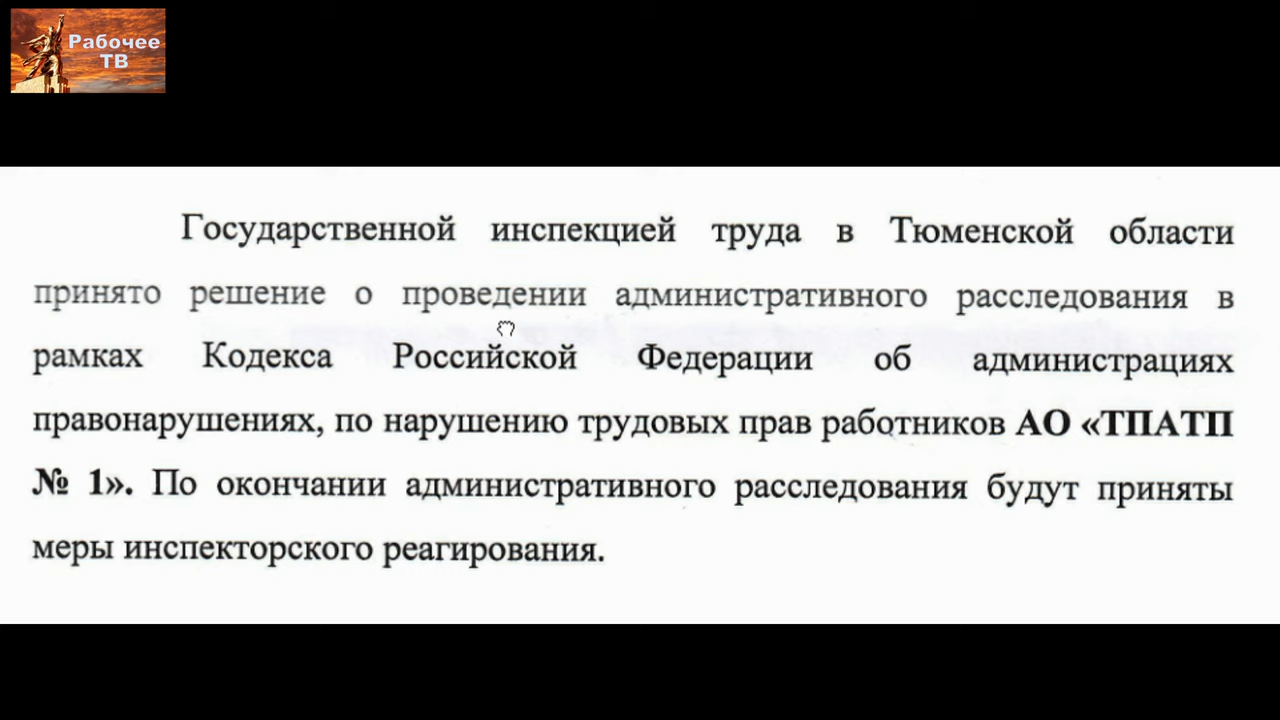 Рабочее
ТВ
Государственной инспекцией труда в Тюменской области
принято решение о проведении административного расследования в
рамках Кодекса Российской Федерации об администрациях
правонарушениях, по нарушению трудовых прав работников АО «ТПАТП
№ 1». По окончании административного расследования будут приняты
меры инспекторского реагирования.